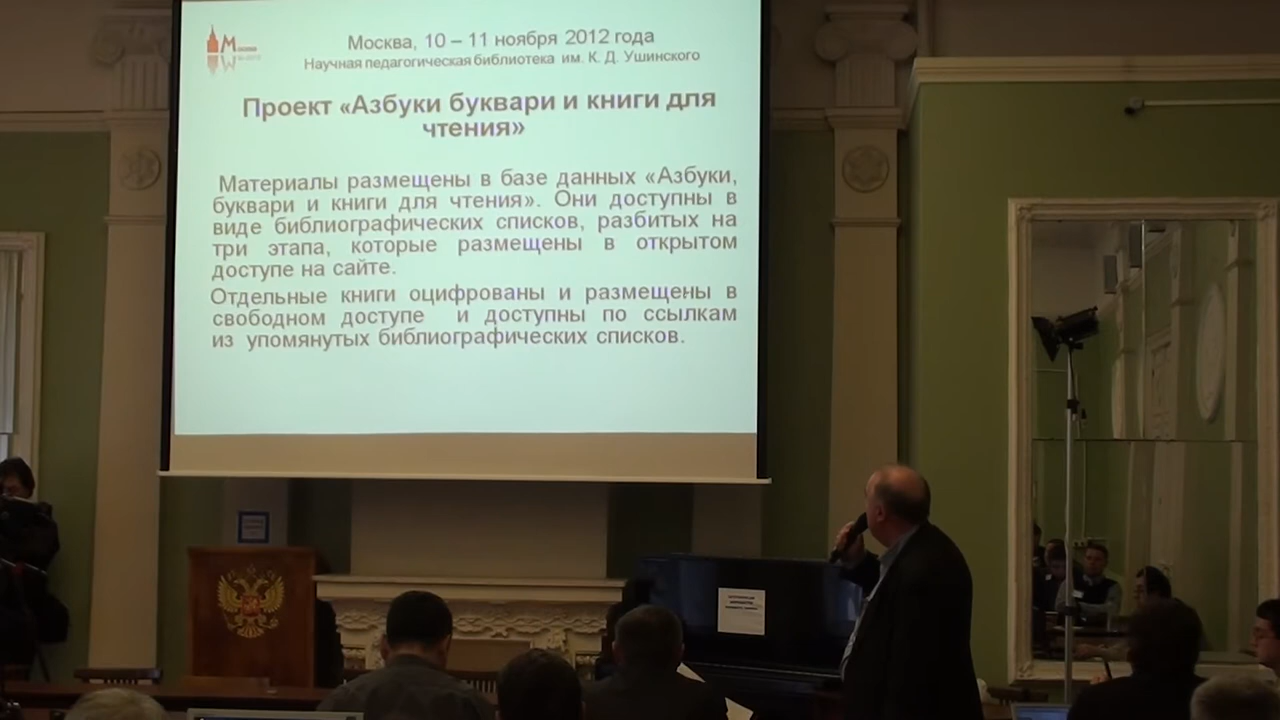 Москва, 10 – 11 ноября 2012 года
Научная педагогическая библиотека им. К. Д. Ушинского
Проект «Азбуки буквари и книги для
чтения»
Материалы размещены в базе данных «Азбуки,
буквари и книги для чтения». Они доступны в
виде библиографических списков, разбитых на
три этапа, которые размещены в открытом
доступе на сайте.
Отдельные книги оцифрованы и размещены в
свободном доступе и доступны по ссылкам
из упомянутых библиографических списков.